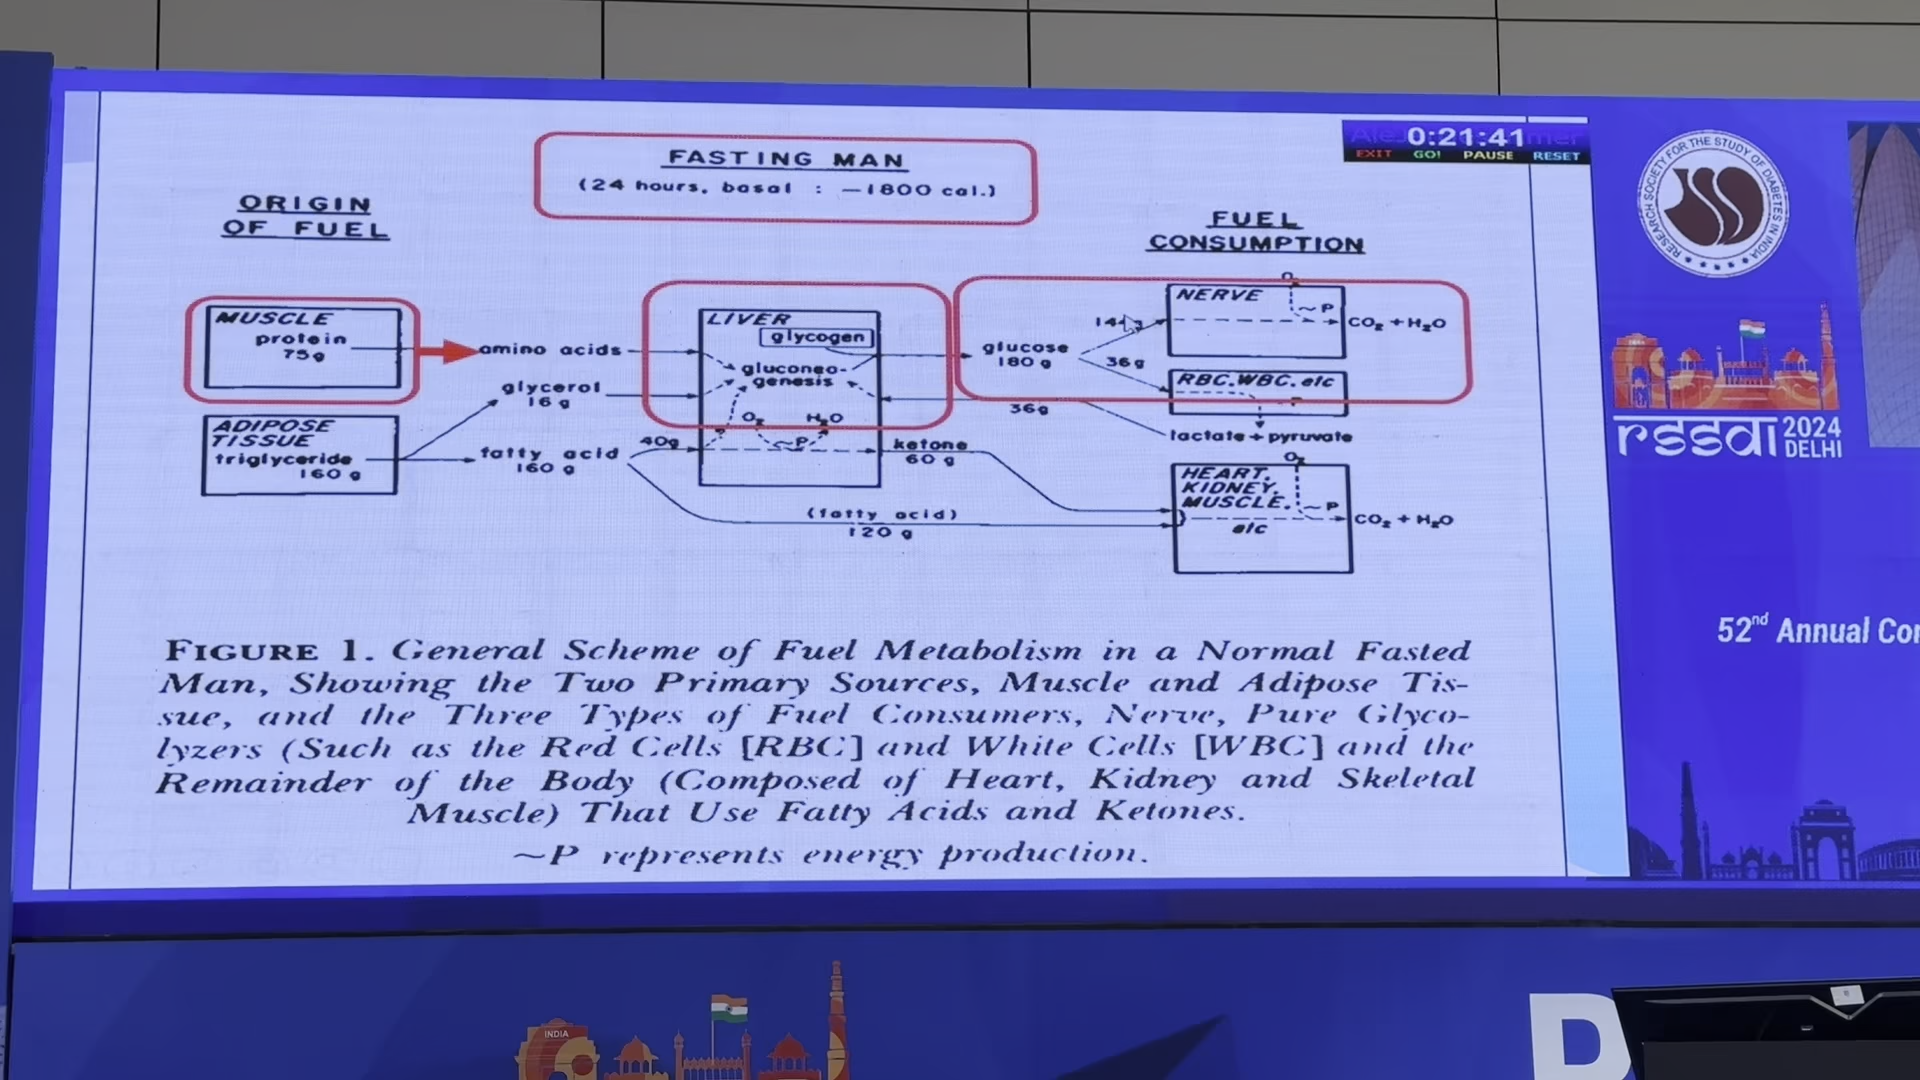 FASTING MAN
(24 hours, basal : —1800 cal.)
0:21:41
EXIT GO! PAUSE RESET
ORIGIN
OF FUEL
FUEL
CONSUMPTION
MUSCLE
protein
75g
amino acids
glycerol
16 g
ADIPOSE
TISSUE
triglyceride
160 g
fatty acid
160 g
40g
LIVER
glycogen
gluconeo-
genesis
O₂
H₂O
~P
glucose
180 g
36 g
36g
ketone
60 g
(fatty acid)
120 g
NERVE
~ P
CO₂ + H₂O
RBC. WBC. etc
lactate + pyruvate
O₂
HEART.
KIDNEY.
MUSCLE.
etc
~ P
CO₂ + H₂O
FIGURE 1. General Scheme of Fuel Metabolism in a Normal Fasted
Man, Showing the Two Primary Sources, Muscle and Adipose Tis-
sue, and the Three Types of Fuel Consumers, Nerve, Pure Glyco-
lyzers (Such as the Red Cells [RBC] and White Cells [WBC] and the
Remainder of the Body (Composed of Heart, Kidney and Skeletal
Muscle) That Use Fatty Acids and Ketones.
~P represents energy production.
RESEARCH SOCIETY FOR THE STUDY OF DIABETES IN INDIA
rssdi 2024
DELHI
52nd Annual Con
INDIA